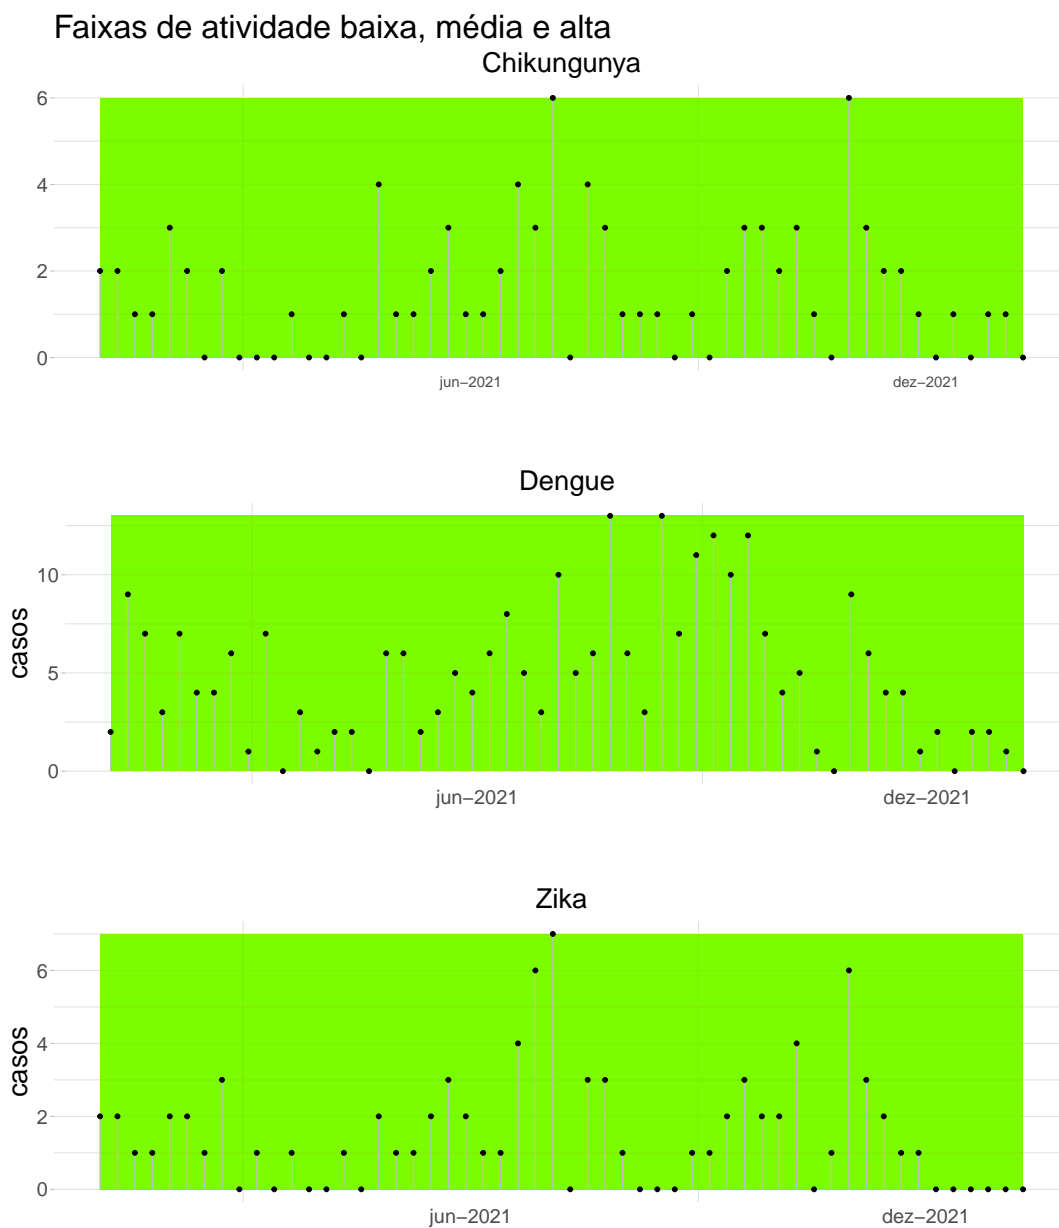 Faixas de atividade baixa, média e alta
Chikungunya
6
4
2
0
jun−2021 dez−2021
Dengue
casos
10
5
0
jun−2021 dez−2021
Zika
casos
6
4
2
0
jun−2021 dez−2021